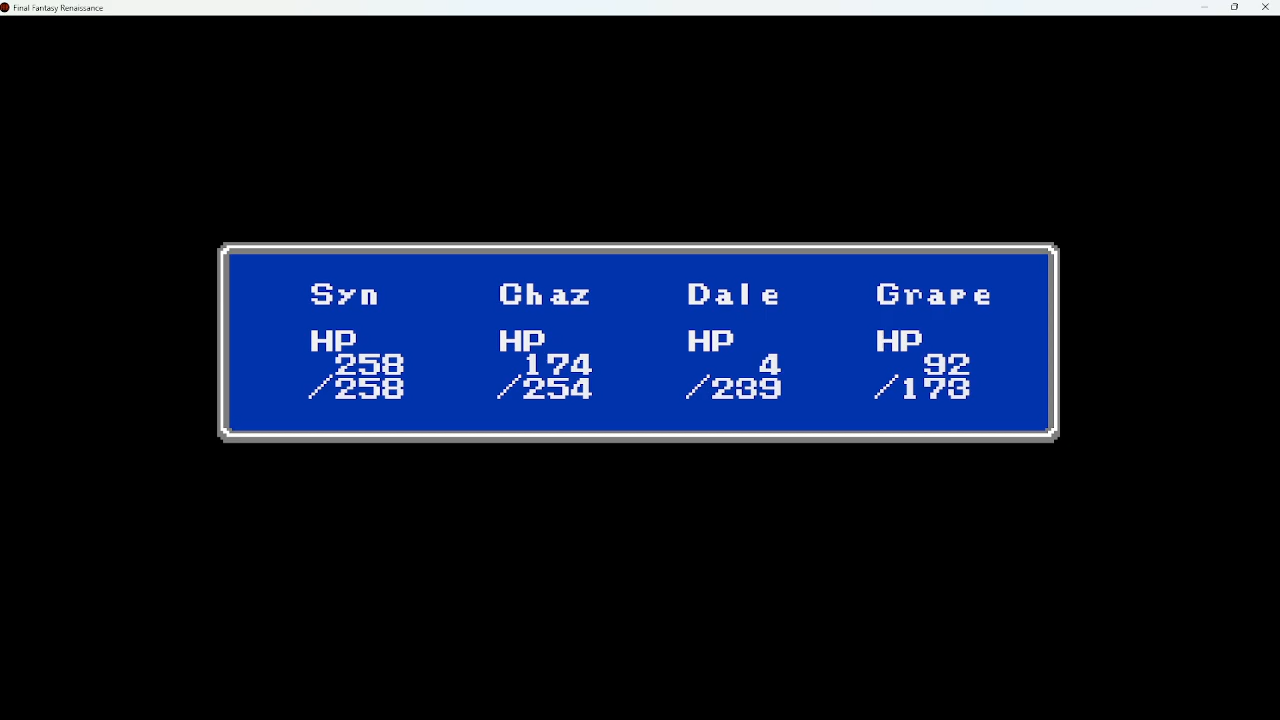 Final Fantasy Renaissance
Syn Chaz Dale Grape
HP HP HP HP
258 174 4 92
/258 /254 /239 /173